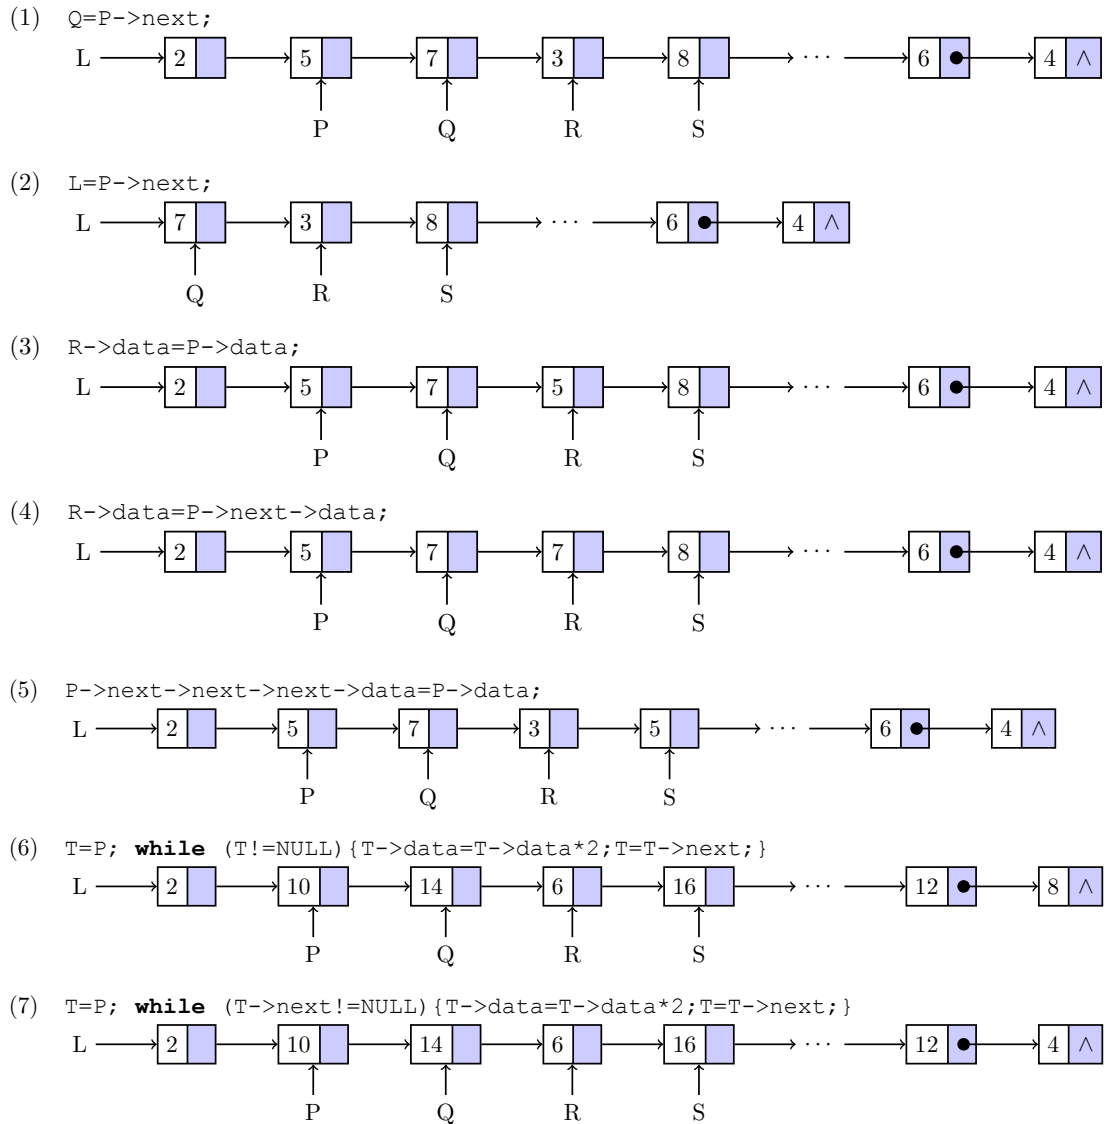 (1) Q=P->next;
L 2 5 7 3 8 ··· 6 4 ∧
P Q R S
(2) L=P->next;
L 7 3 8 ··· 6 4 ∧
Q R S
(3) R->data=P->data;
L 2 5 7 5 8 ··· 6 4 ∧
P Q R S
(4) R->data=P->next->data;
L 2 5 7 7 8 ··· 6 4 ∧
P Q R S
(5) P->next->next->next->data=P->data;
L 2 5 7 3 5 ··· 6 4 ∧
P Q R S
(6) T=P; while (T!=NULL){T->data=T->data*2;T=T->next;}
L 2 10 14 6 16 ··· 12 8 ∧
P Q R S
(7) T=P; while (T->next!=NULL){T->data=T->data*2;T=T->next;}
L 2 10 14 6 16 ··· 12 4 ∧
P Q R S